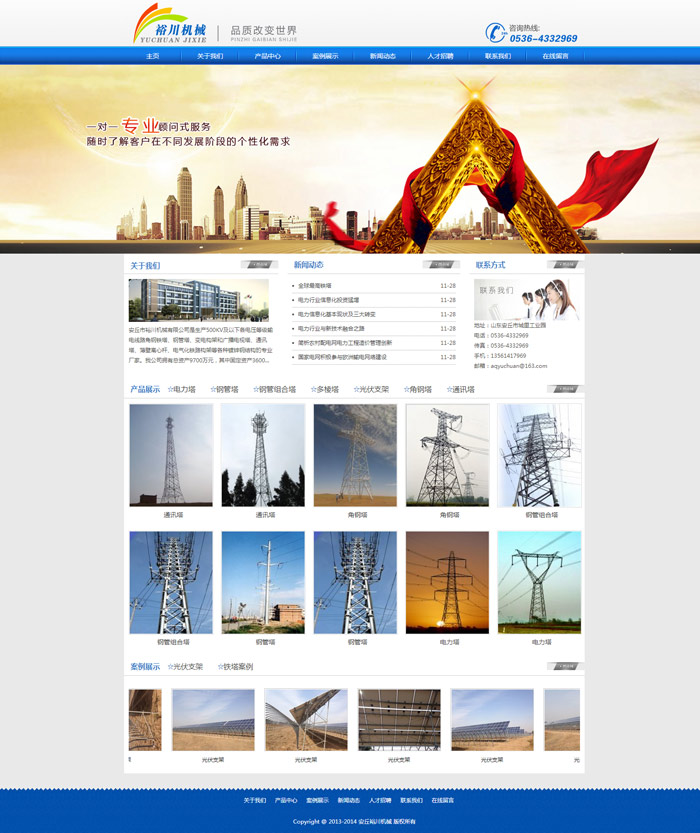 裕川机械
YUCHUAN JIXIE
品质改变世界
PINZHI GAIBIAN SHIJIE
咨询热线:
0536-4332969
主页 关于我们 产品中心 案例展示 新闻动态 人才招聘 联系我们 在线留言
一对一 专业顾问式服务
随时了解客户在不同发展阶段的个性化需求
关于我们
安丘市裕川机械有限公司是生产500KV及以下各电压等级输
电线路角钢铁塔、钢管塔、变电构架和广播电视塔、通讯
塔、避雷离心杆、电气化铁路构架等各种镀锌钢结构的专业
厂家。我公司拥有总资产9700万元，其中固定资产3600...
新闻动态
全球最高铁塔 11-28
电力行业信息化投资猛增 11-28
电力信息化基本现状及三大转变 11-28
电力行业与新技术融合之路 11-28
简析农村配电网电力工程造价管理创新 11-28
国家电网积极参与欧洲输电网络建设 11-28
联系方式
联系我们
地址：山东安丘市城里工业园
电话：0536-4332969
传真：0536-4332969
手机：13561417969
邮箱：aqyuchuan@163.com
产品展示 ☆电力塔 ☆钢管塔 ☆钢管组合塔 ☆多棱塔 ☆光伏支架 ☆角钢塔 ☆通讯塔
通讯塔 通讯塔 角钢塔 角钢塔 钢管组合塔
钢管组合塔 钢管塔 钢管塔 电力塔 电力塔
案例展示 ☆光伏支架 ☆铁塔案例
光伏支架 光伏支架 光伏支架 光伏支架 光
关于我们 产品中心 案例展示 新闻动态 人才招聘 联系我们 在线留言
Copyright @ 2013-2014 安丘裕川机械 版权所有